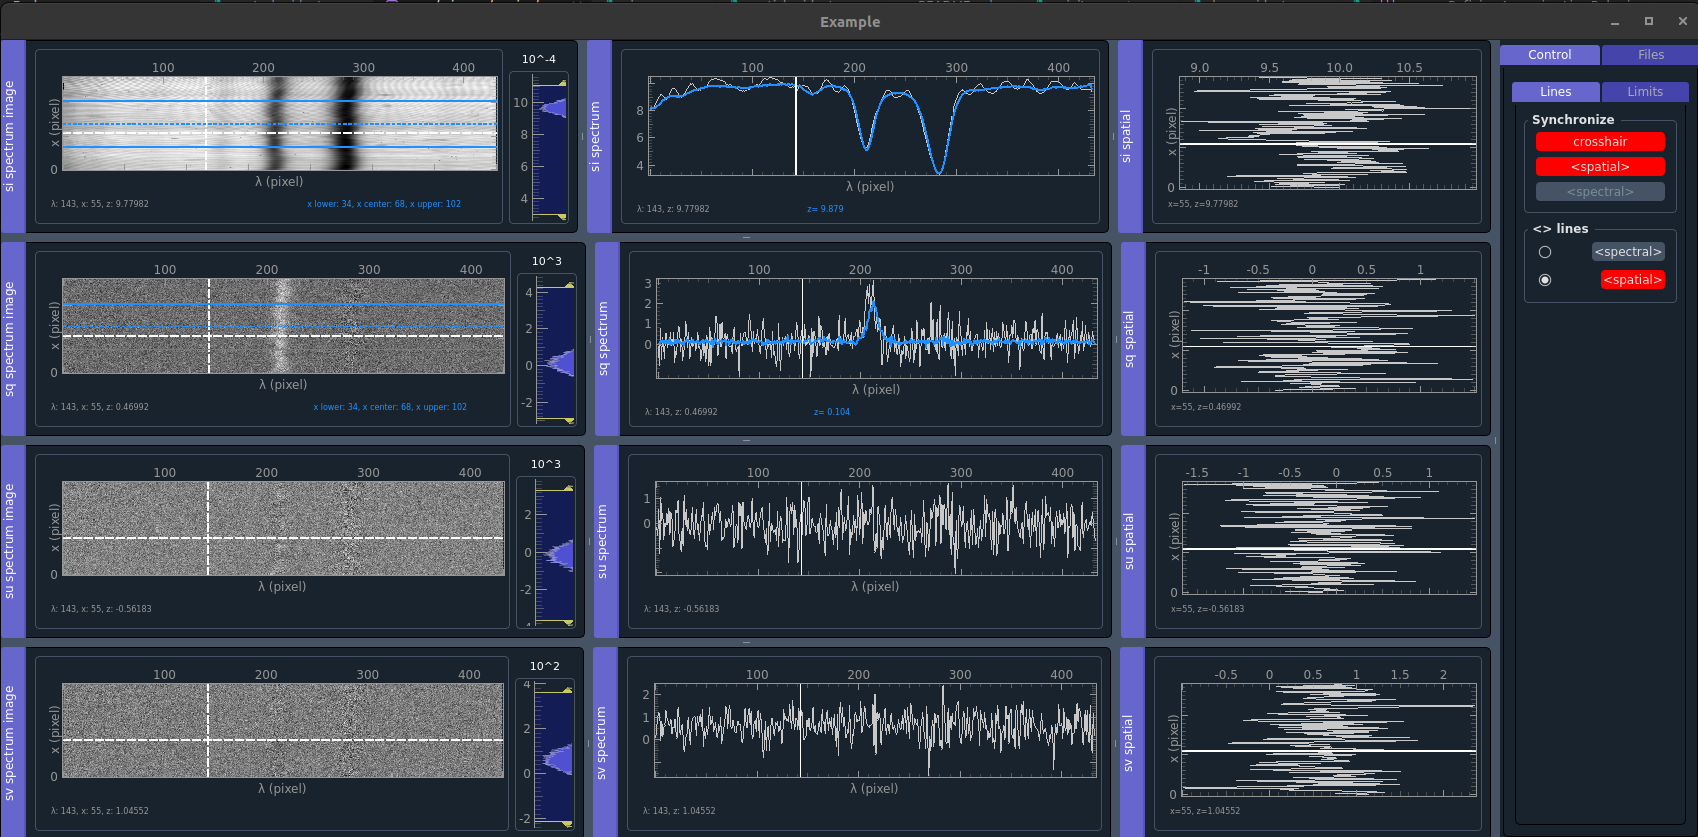 Example
si spectrum image
100 200 300 400
x (pixel)
0
λ (pixel)
λ: 143, x: 55, z: 9.77982
x lower: 34, x center: 68, x upper: 102
10^-4
10
8
6
4
si spectrum
100 200 300 400
8
6
4
λ (pixel)
λ: 143, z: 9.77982
z= 9.879
si spatial
9.0 9.5 10.0 10.5
x (pixel)
0
x=55, z=9.77982
sq spectrum image
100 200 300 400
x (pixel)
0
λ (pixel)
λ: 143, x: 55, z: 0.46992
x lower: 34, x center: 68, x upper: 102
10^3
4
2
0
-2
sq spectrum
100 200 300 400
3
2
1
0
λ (pixel)
λ: 143, z: 0.46992
z= 0.104
sq spatial
-1 -0.5 0 0.5 1
x (pixel)
0
x=55, z=0.46992
su spectrum image
100 200 300 400
x (pixel)
0
λ (pixel)
λ: 143, x: 55, z: -0.56183
10^3
2
0
-2
su spectrum
100 200 300 400
1
0
λ (pixel)
λ: 143, z: -0.56183
su spatial
-1.5 -1 -0.5 0 0.5 1
x (pixel)
0
x=55, z=-0.56183
sv spectrum image
100 200 300 400
x (pixel)
0
λ (pixel)
λ: 143, x: 55, z: 1.04552
10^2
4
2
0
-2
sv spectrum
100 200 300 400
2
1
0
λ (pixel)
λ: 143, z: 1.04552
sv spatial
-0.5 0 0.5 1 1.5 2
x (pixel)
0
x=55, z=1.04552
Control Files
Lines Limits
Synchronize
crosshair
<spatial>
<spectral>
<> lines
<spectral>
<spatial>